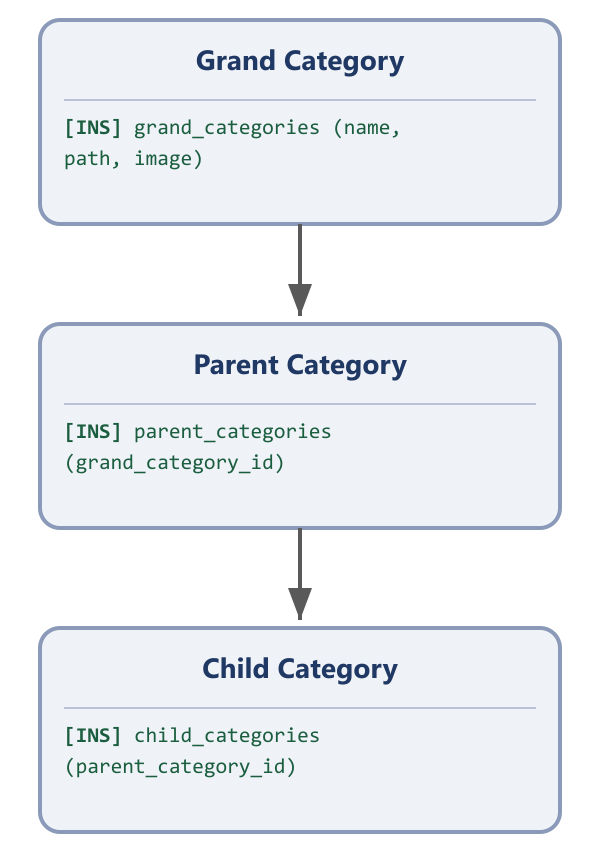 Grand Category
[INS] grand_categories (name,
path, image)
Parent Category
[INS] parent_categories
(grand_category_id)
Child Category
[INS] child_categories
(parent_category_id)